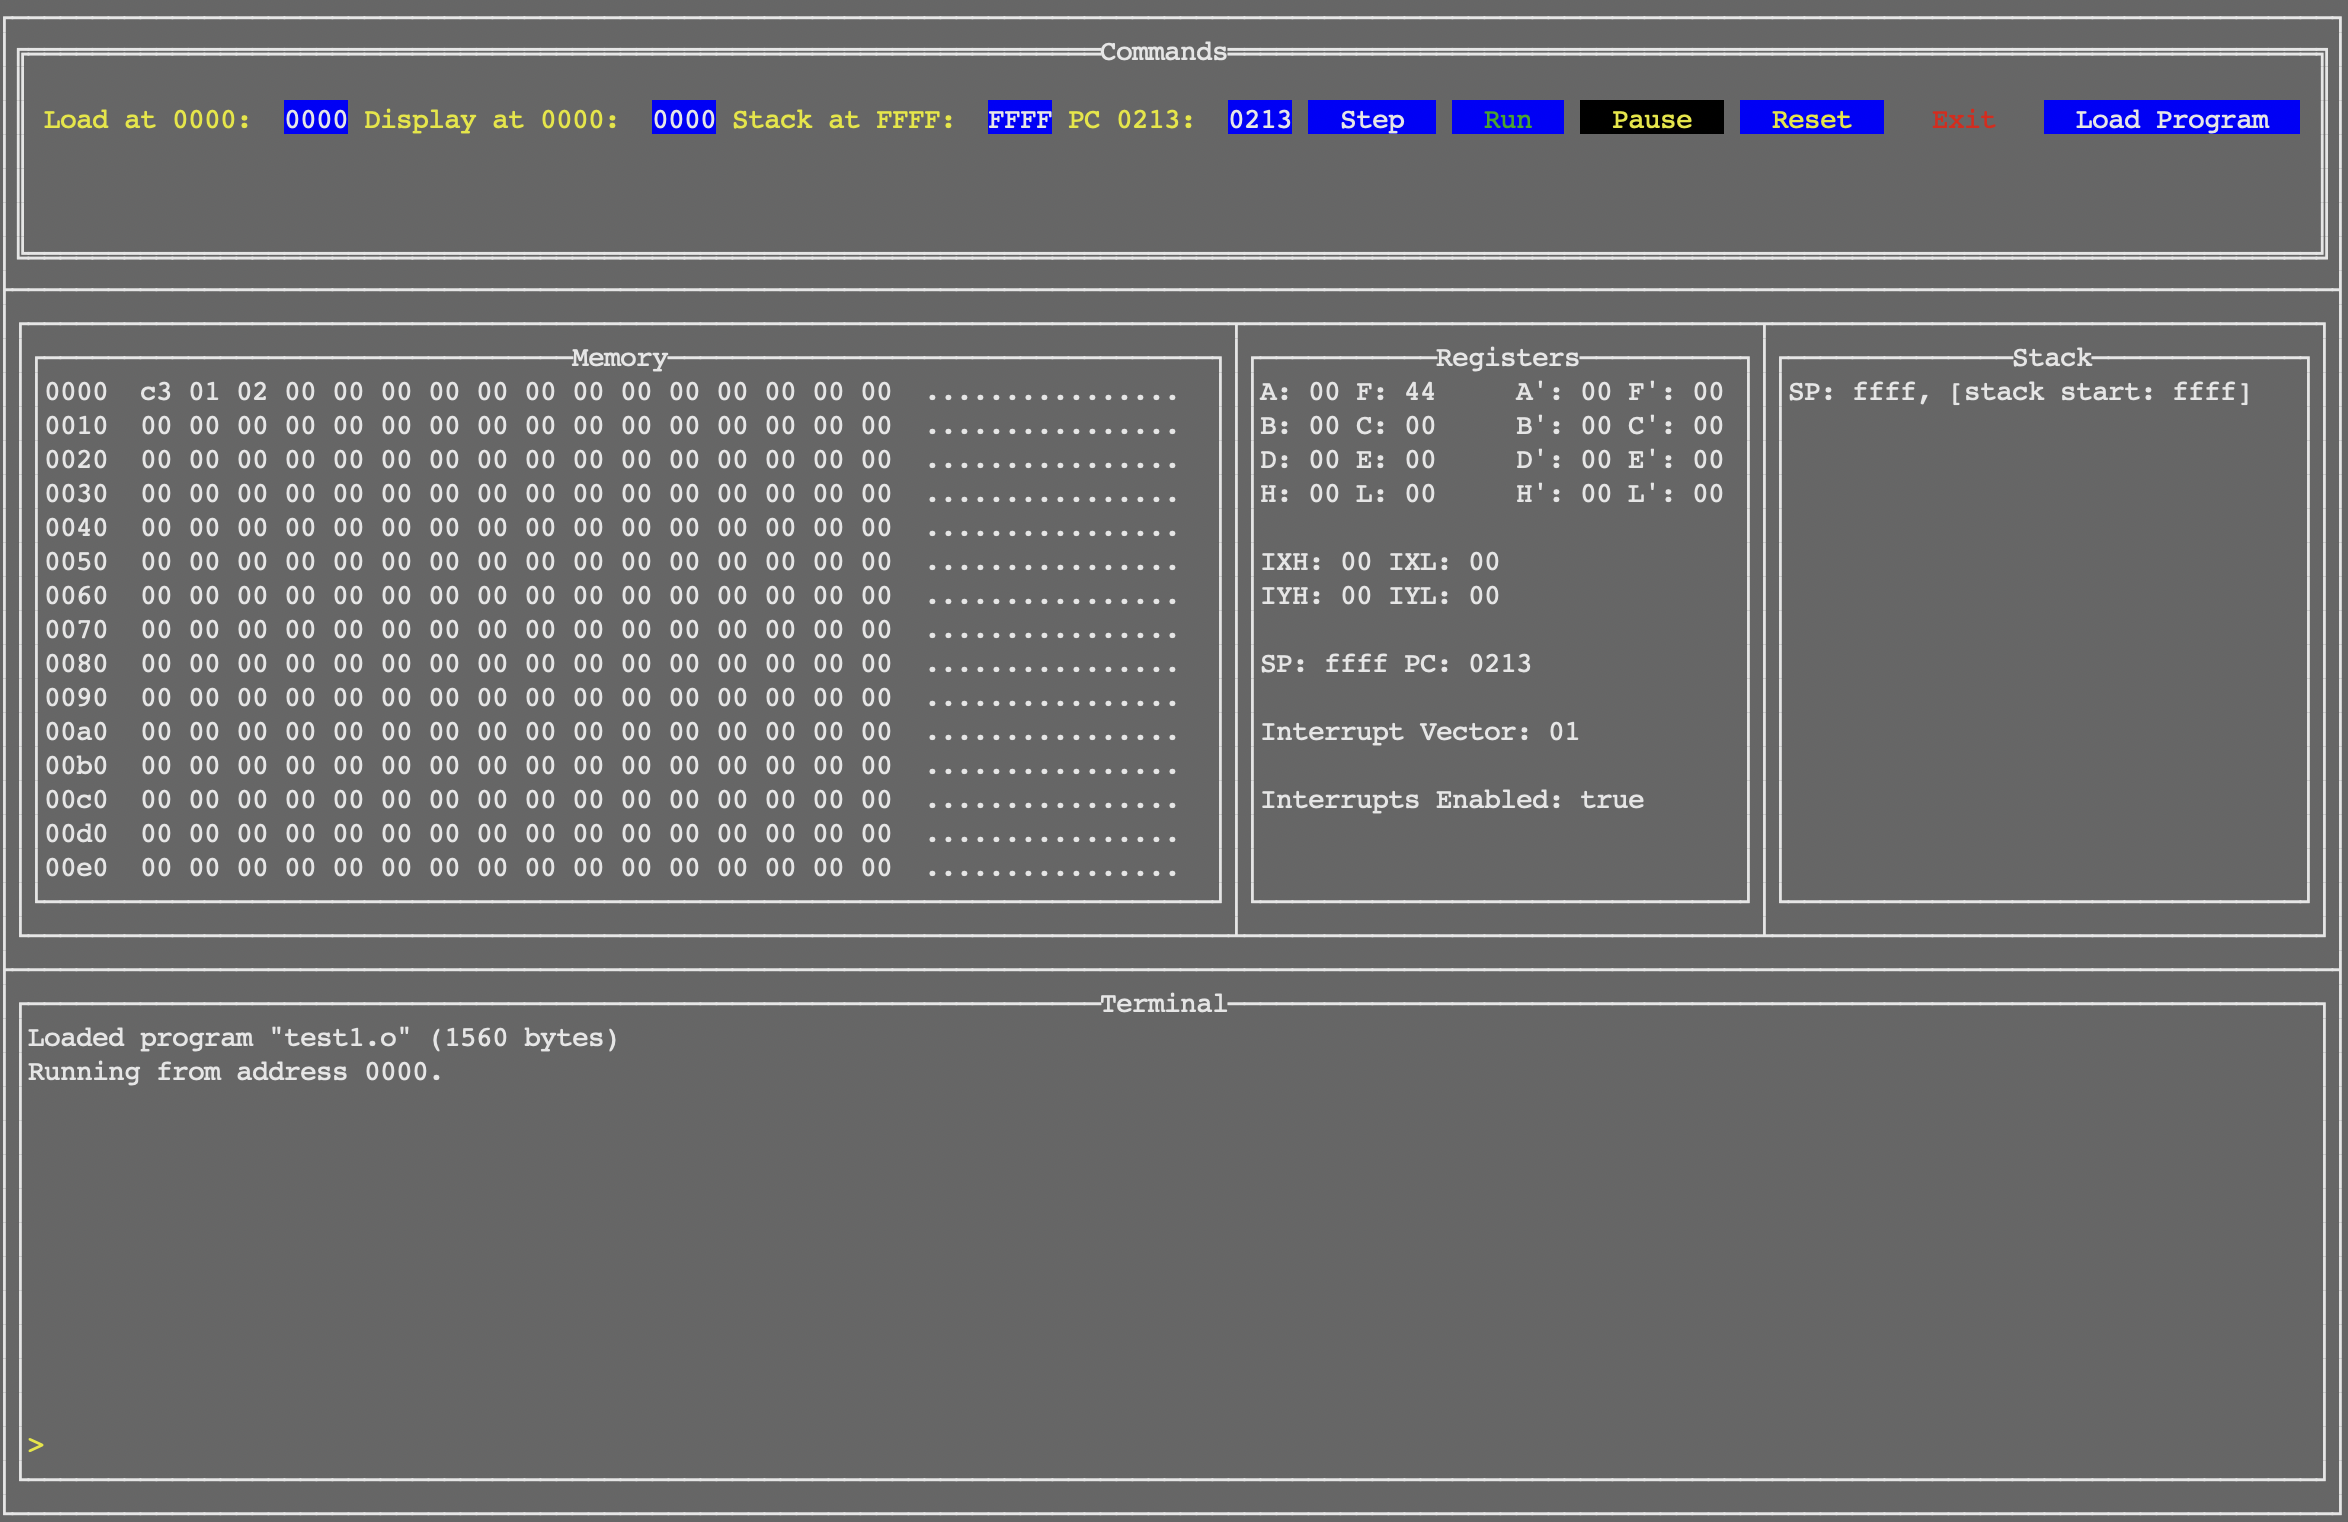 Commands
Load at 0000:  0000 Display at 0000:  0000 Stack at FFFF:  FFFF PC 0213:  0213 Step Run Pause Reset Exit Load Program
Memory
0000  c3 01 02 00 00 00 00 00 00 00 00 00 00 00 00 00  ................
0010  00 00 00 00 00 00 00 00 00 00 00 00 00 00 00 00  ................
0020  00 00 00 00 00 00 00 00 00 00 00 00 00 00 00 00  ................
0030  00 00 00 00 00 00 00 00 00 00 00 00 00 00 00 00  ................
0040  00 00 00 00 00 00 00 00 00 00 00 00 00 00 00 00  ................
0050  00 00 00 00 00 00 00 00 00 00 00 00 00 00 00 00  ................
0060  00 00 00 00 00 00 00 00 00 00 00 00 00 00 00 00  ................
0070  00 00 00 00 00 00 00 00 00 00 00 00 00 00 00 00  ................
0080  00 00 00 00 00 00 00 00 00 00 00 00 00 00 00 00  ................
0090  00 00 00 00 00 00 00 00 00 00 00 00 00 00 00 00  ................
00a0  00 00 00 00 00 00 00 00 00 00 00 00 00 00 00 00  ................
00b0  00 00 00 00 00 00 00 00 00 00 00 00 00 00 00 00  ................
00c0  00 00 00 00 00 00 00 00 00 00 00 00 00 00 00 00  ................
00d0  00 00 00 00 00 00 00 00 00 00 00 00 00 00 00 00  ................
00e0  00 00 00 00 00 00 00 00 00 00 00 00 00 00 00 00  ................
Registers
A: 00 F: 44     A': 00 F': 00
B: 00 C: 00     B': 00 C': 00
D: 00 E: 00     D': 00 E': 00
H: 00 L: 00     H': 00 L': 00
IXH: 00 IXL: 00
IYH: 00 IYL: 00
SP: ffff PC: 0213
Interrupt Vector: 01
Interrupts Enabled: true
Stack
SP: ffff, [stack start: ffff]
Terminal
Loaded program "test1.o" (1560 bytes)
Running from address 0000.
>